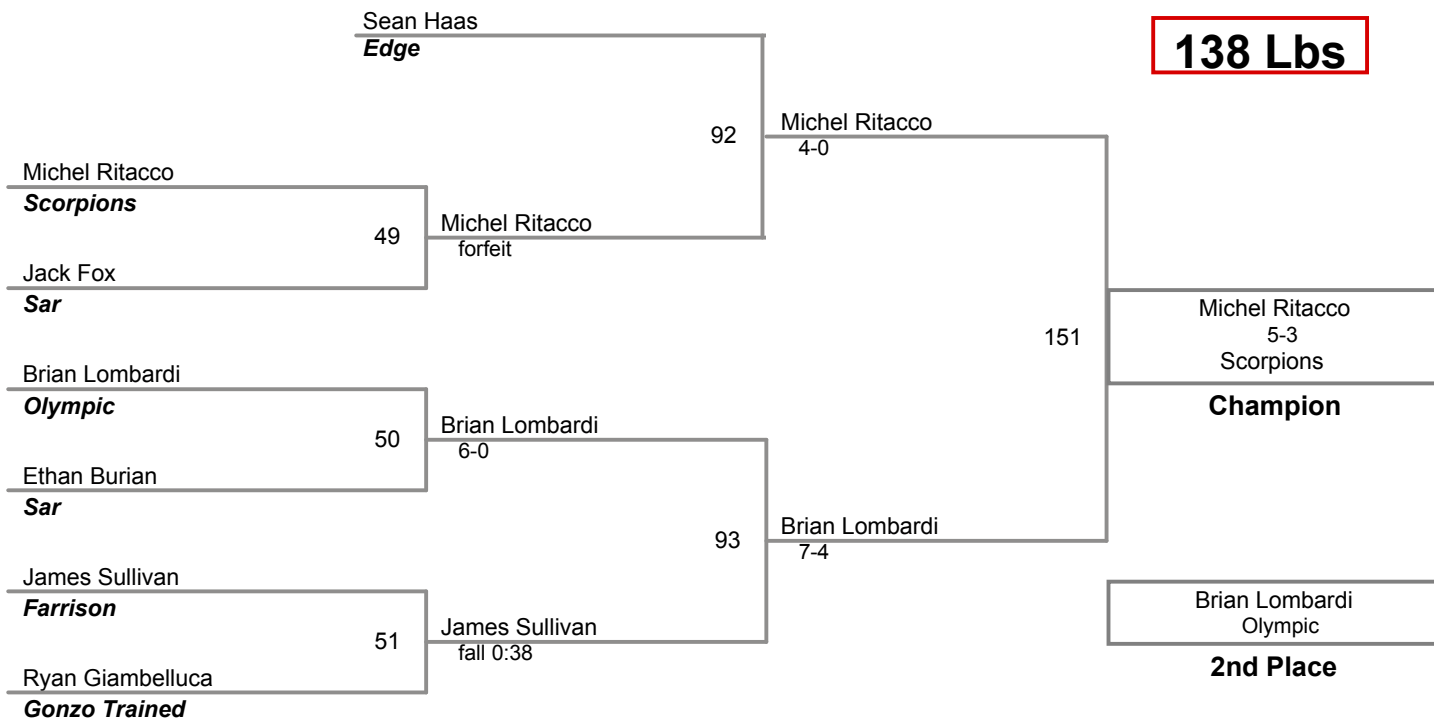 Sean Haas
Edge
138 Lbs
92
Michel Ritacco
4-0
Michel Ritacco
Scorpions
49
Michel Ritacco
forfeit
Jack Fox
Sar
151
Michel Ritacco
5-3
Scorpions
Champion
Brian Lombardi
Olympic
50
Brian Lombardi
6-0
Ethan Burian
Sar
93
Brian Lombardi
7-4
James Sullivan
Farrison
51
James Sullivan
fall 0:38
Ryan Giambelluca
Gonzo Trained
Brian Lombardi
Olympic
2nd Place